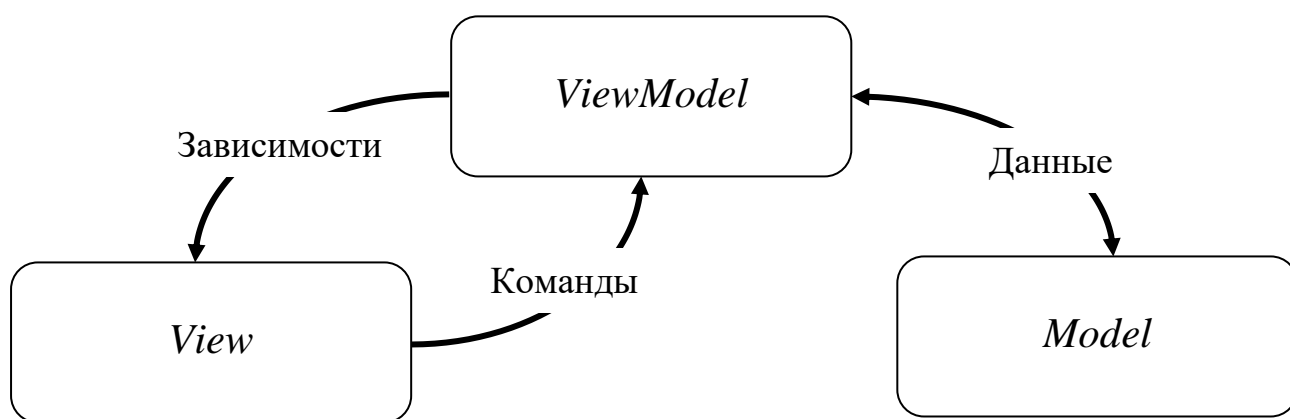 ViewModel
Зависимости
Данные
Команды
View
Model